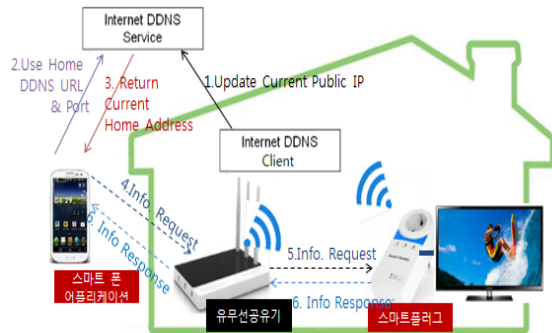 Internet DDNS
Service
2.Use Home
DDNS URL
& Port
3. Return
Current
Home Address
1.Update Current Public IP
Internet DDNS
Client
04:29
4.Info. Request
6. Info Response
5.Info. Request
6. Info Response
스마트 폰
어플리케이션
유무선공유기
스마트플러그